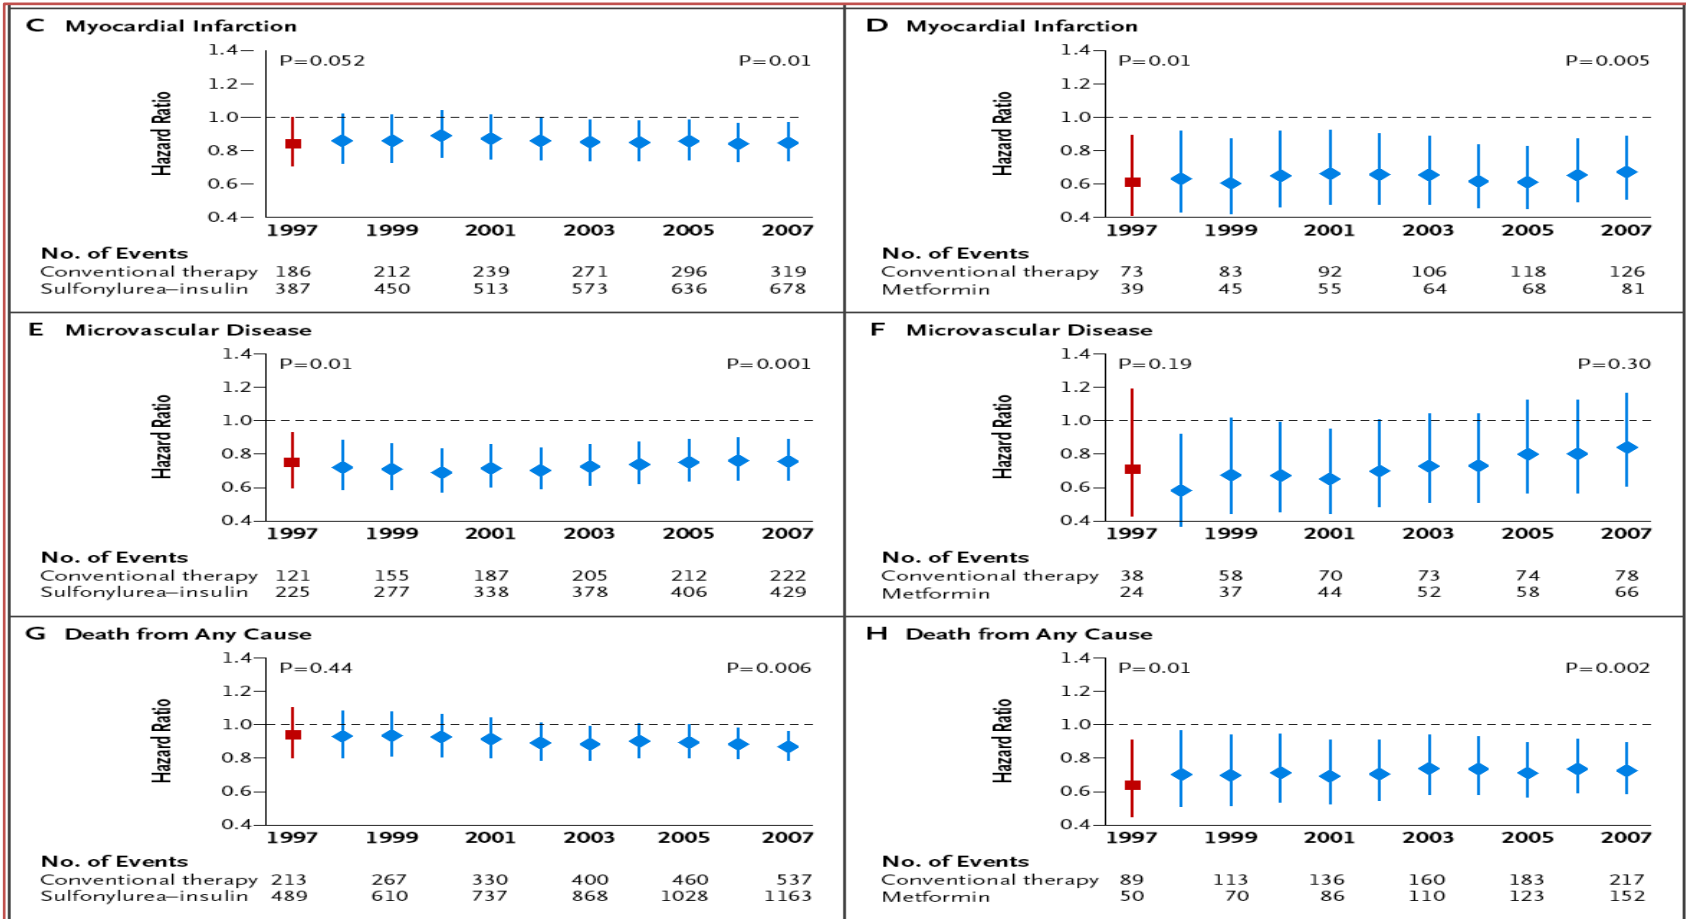 C Myocardial Infarction
1.4
P=0.052 P=0.01
1.2
1.0
0.8
0.6
0.4
Hazard Ratio
1997 1999 2001 2003 2005 2007
No. of Events
Conventional therapy 186 212 239 271 296 319
Sulfonylurea–insulin 387 450 513 573 636 678
D Myocardial Infarction
1.4
P=0.01 P=0.005
1.2
1.0
0.8
0.6
0.4
Hazard Ratio
1997 1999 2001 2003 2005 2007
No. of Events
Conventional therapy 73 83 92 106 118 126
Metformin 39 45 55 64 68 81
E Microvascular Disease
1.4
P=0.01 P=0.001
1.2
1.0
0.8
0.6
0.4
Hazard Ratio
1997 1999 2001 2003 2005 2007
No. of Events
Conventional therapy 121 155 187 205 212 222
Sulfonylurea–insulin 225 277 338 378 406 429
F Microvascular Disease
1.4
P=0.19 P=0.30
1.2
1.0
0.8
0.6
0.4
Hazard Ratio
1997 1999 2001 2003 2005 2007
No. of Events
Conventional therapy 38 58 70 73 74 78
Metformin 24 37 44 52 58 66
G Death from Any Cause
1.4
P=0.44 P=0.006
1.2
1.0
0.8
0.6
0.4
Hazard Ratio
1997 1999 2001 2003 2005 2007
No. of Events
Conventional therapy 213 267 330 400 460 537
Sulfonylurea–insulin 489 610 737 868 1028 1163
H Death from Any Cause
1.4
P=0.01 P=0.002
1.2
1.0
0.8
0.6
0.4
Hazard Ratio
1997 1999 2001 2003 2005 2007
No. of Events
Conventional therapy 89 113 136 160 183 217
Metformin 50 70 86 110 123 152